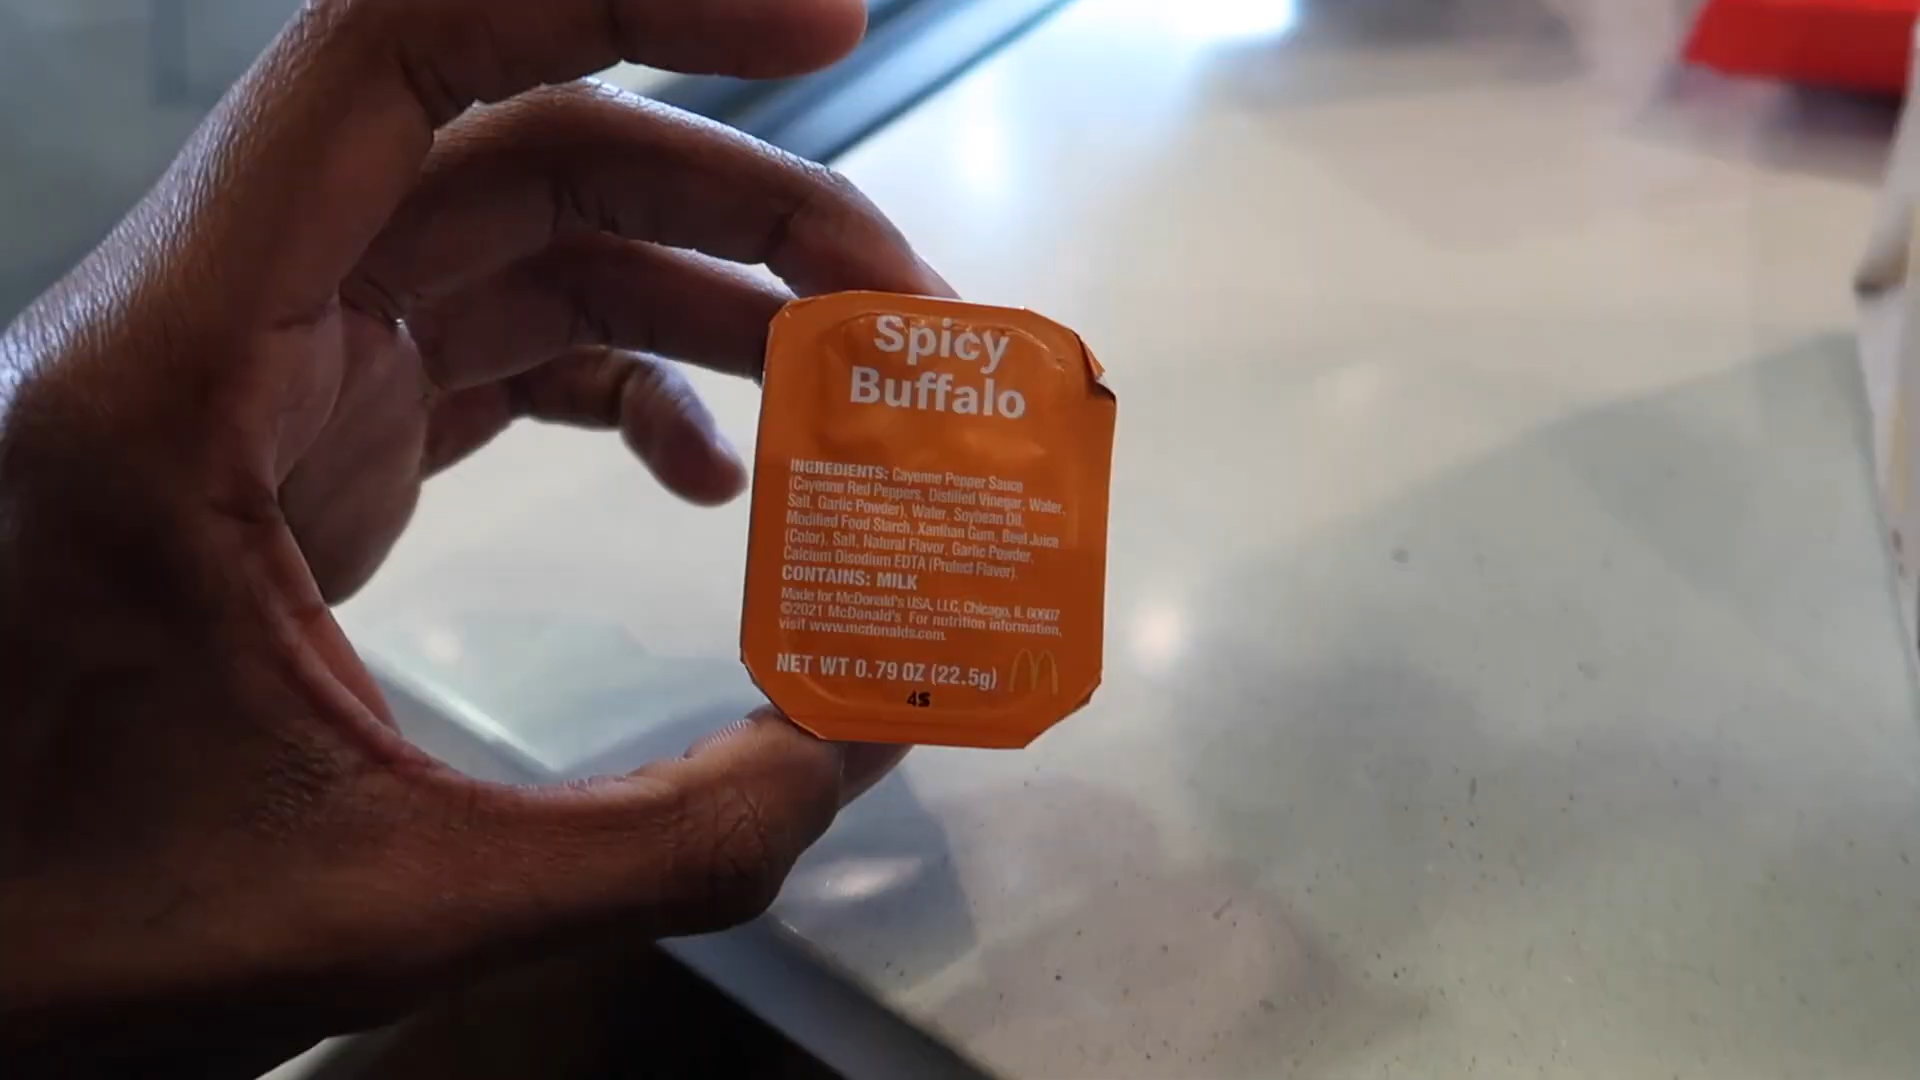 Spicy
Buffalo
INGREDIENTS: Cayenne Pepper Sauce
(Cayenne Red Peppers, Distilled Vinegar, Water,
Salt, Garlic Powder), Water, Soybean Oil,
Modified Food Starch, Xanthan Gum, Beet Juice
(Color), Salt, Natural Flavor, Garlic Powder,
Calcium Disodium EDTA (Protect Flavor).
CONTAINS: MILK
Made for McDonald's USA, LLC, Chicago, IL 60607
©2021 McDonald's For nutrition information,
visit www.mcdonalds.com.
NET WT 0.79 OZ (22.5g)
4S